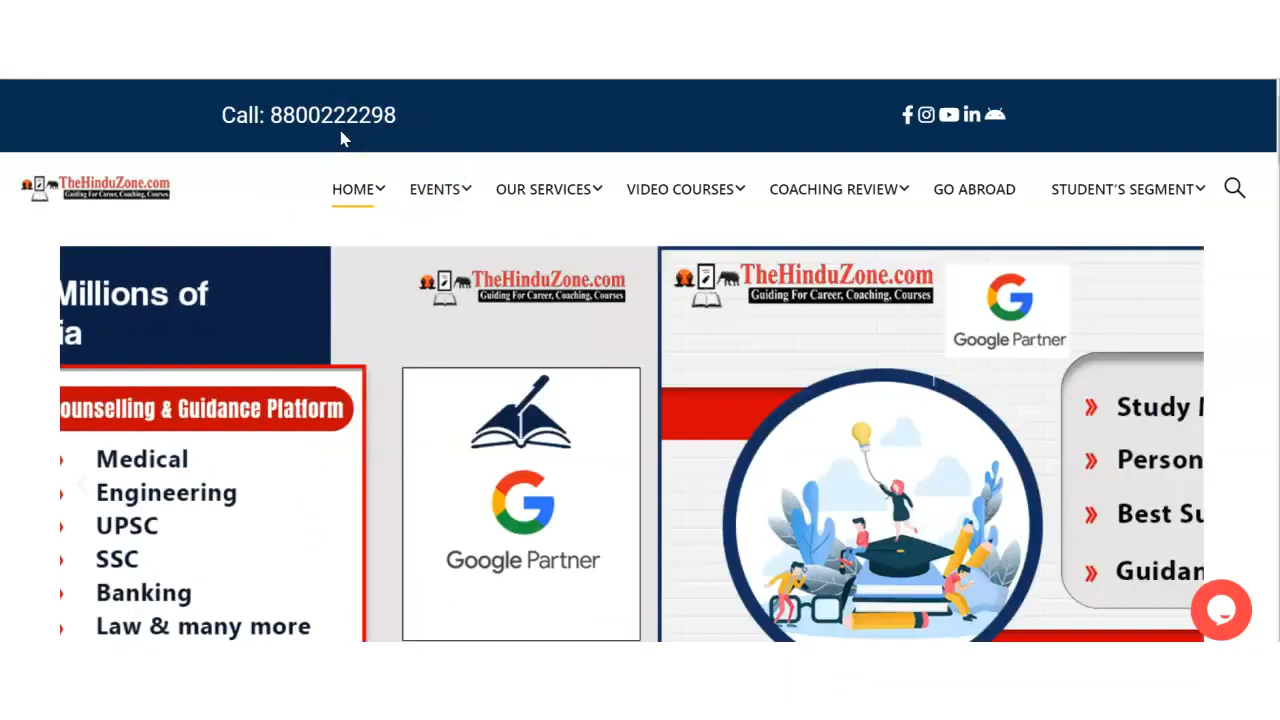 Call: 8800222298
TheHinduZone.com
Guiding For Career, Coaching, Courses
HOME EVENTS OUR SERVICES VIDEO COURSES COACHING REVIEW GO ABROAD STUDENT'S SEGMENT
Millions of
ia
ounselling & Guidance Platform
Medical
Engineering
UPSC
SSC
Banking
Law & many more
TheHinduZone.com
Guiding For Career, Coaching, Courses
Google Partner
TheHinduZone.com
Guiding For Career, Coaching, Courses
Google Partner
Study
Person
Best Su
Guidan